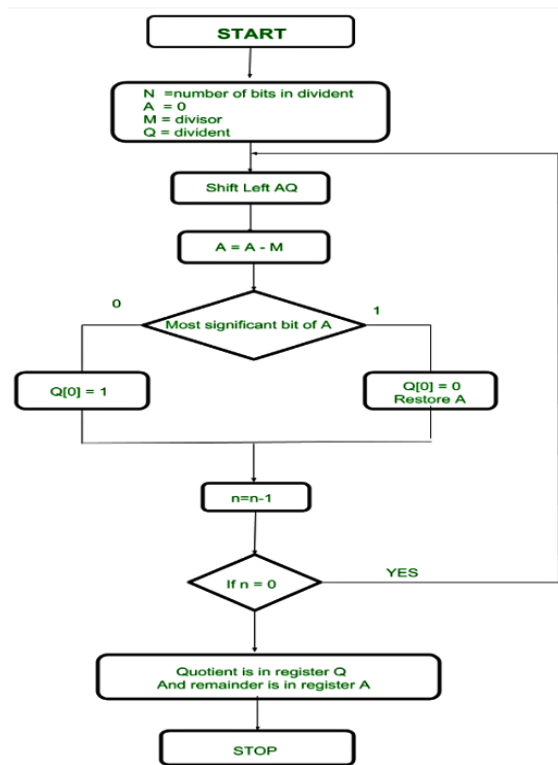 START
N =number of bits in divident
A = 0
M = divisor
Q = divident
Shift Left AQ
A = A - M
0
1
Most significant bit of A
Q[0] = 1
Q[0] = 0
Restore A
n=n-1
YES
If n = 0
Quotient is in register Q
And remainder is in register A
STOP